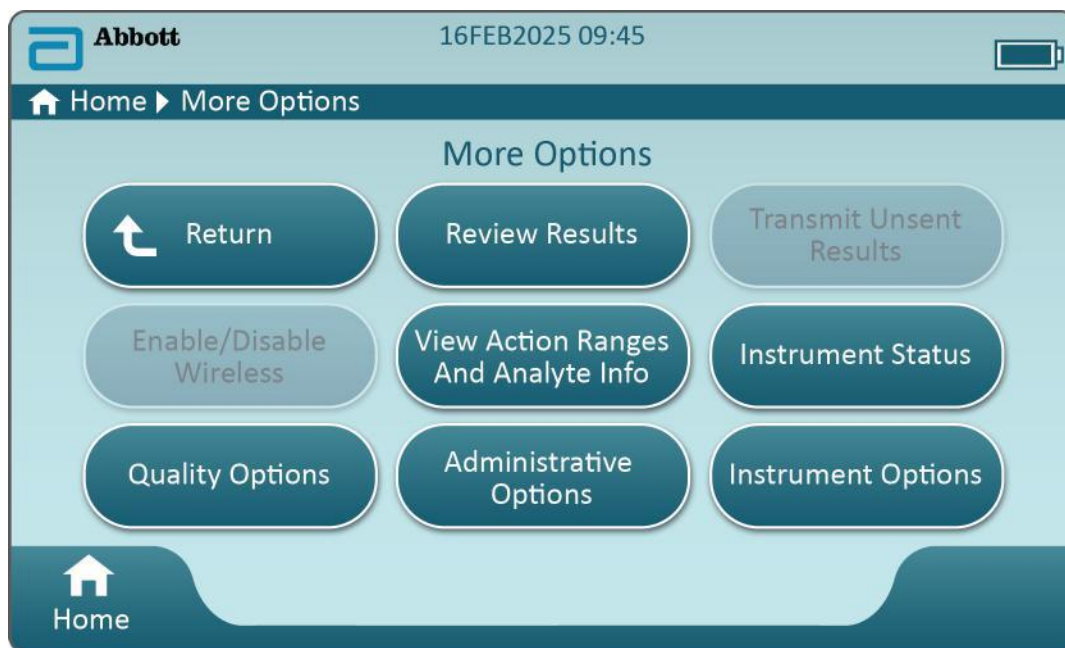 Abbott
16FEB2025 09:45
Home ▶ More Options
More Options
Return
Review Results
Transmit Unsent
Results
Enable/Disable
Wireless
View Action Ranges
And Analyte Info
Instrument Status
Quality Options
Administrative
Options
Instrument Options
Home